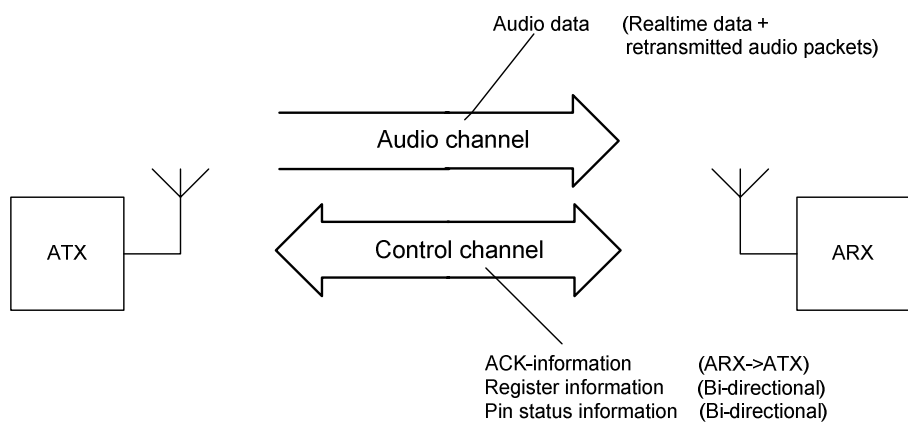 Audio data (Realtime data +
retransmitted audio packets)
Audio channel
ATX
Control channel
ARX
ACK-information (ARX->ATX)
Register information (Bi-directional)
Pin status information (Bi-directional)